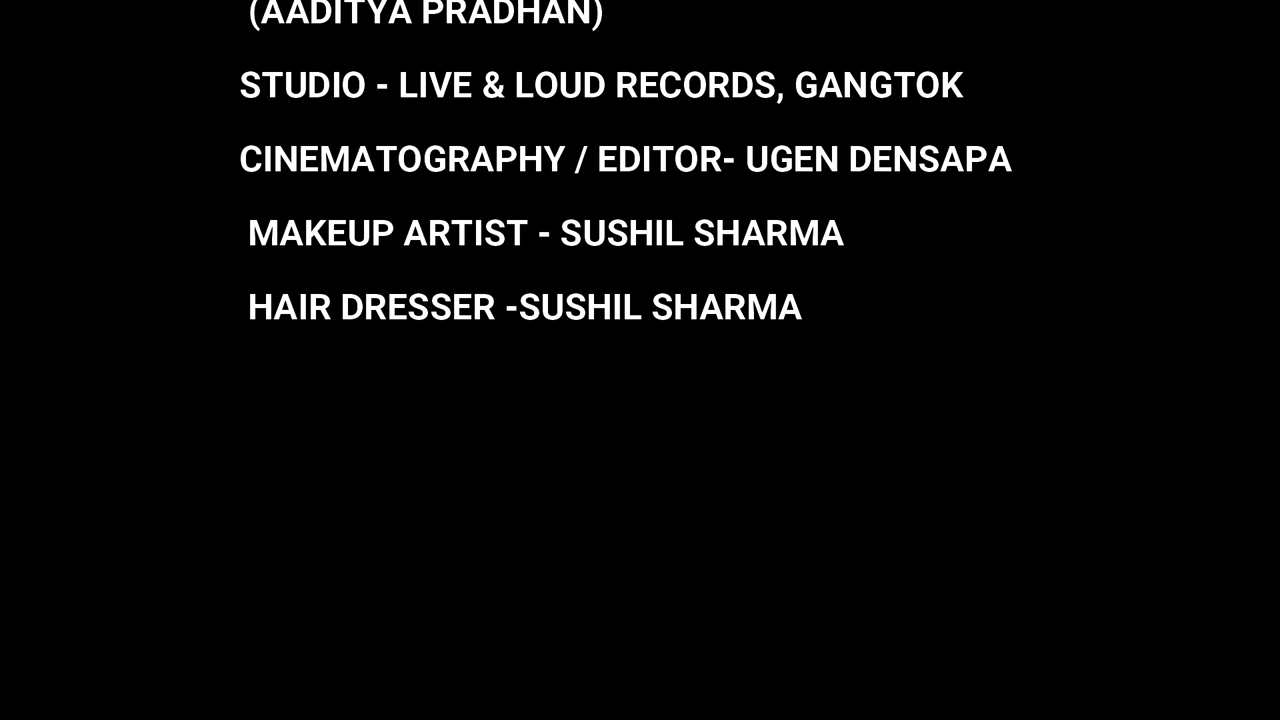 (AADITYA PRADHAN)
STUDIO - LIVE & LOUD RECORDS, GANGTOK
CINEMATOGRAPHY / EDITOR- UGEN DENSAPA
MAKEUP ARTIST - SUSHIL SHARMA
HAIR DRESSER -SUSHIL SHARMA